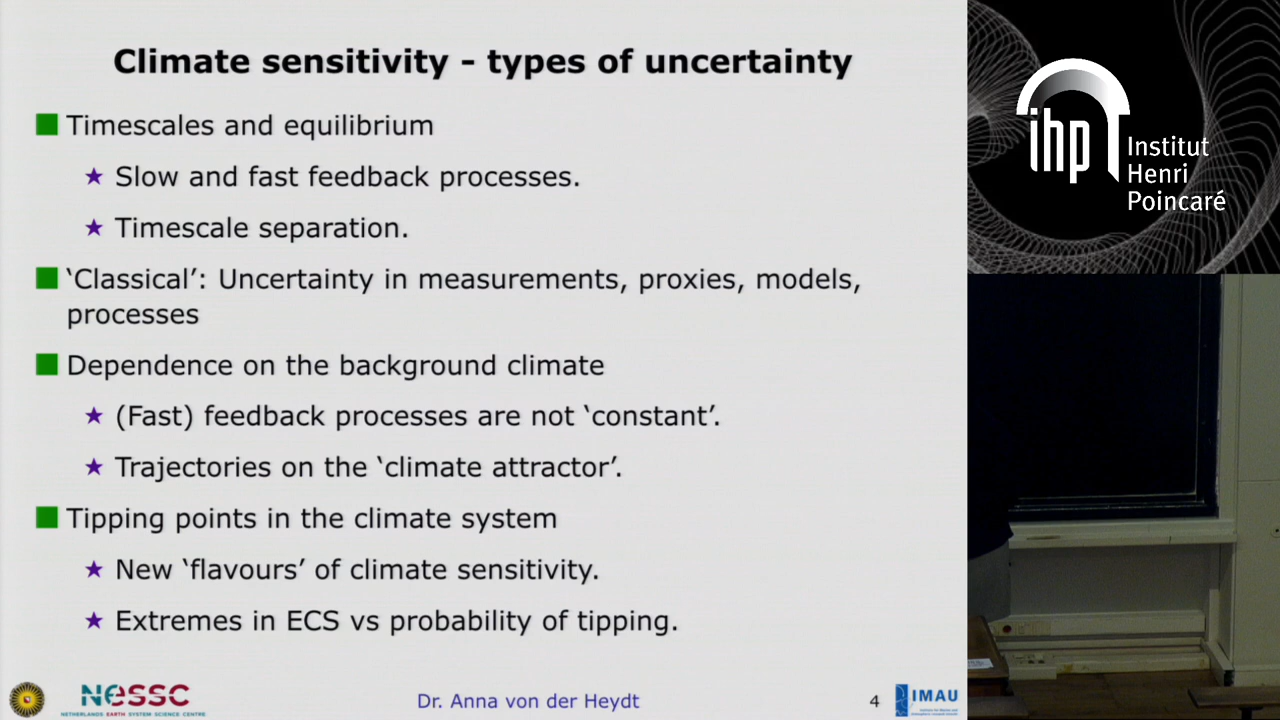 Climate sensitivity - types of uncertainty
Timescales and equilibrium
Slow and fast feedback processes.
Timescale separation.
‘Classical’: Uncertainty in measurements, proxies, models,
processes
Dependence on the background climate
(Fast) feedback processes are not ‘constant’.
Trajectories on the ‘climate attractor’.
Tipping points in the climate system
New ‘flavours’ of climate sensitivity.
Extremes in ECS vs probability of tipping.
NESSC
NETHERLANDS EARTH SYSTEM SCIENCE CENTRE
Dr. Anna von der Heydt
4
IMAU
ihp
Institut
Henri
Poincaré